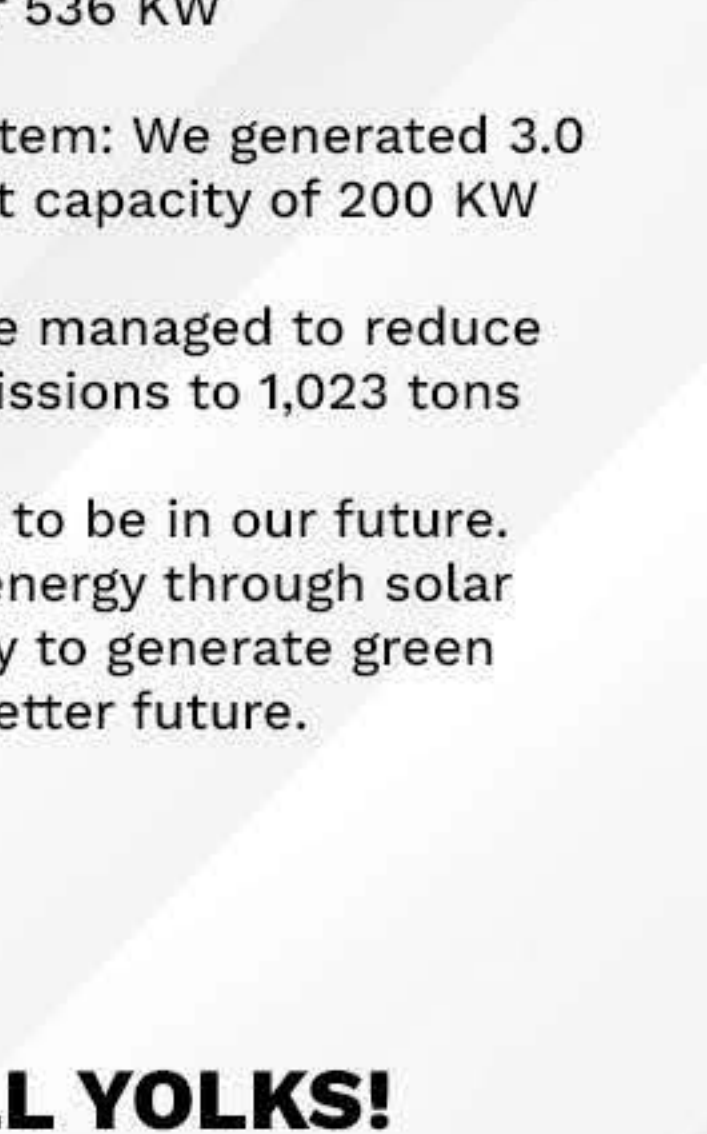 536 KW
tem: We generated 3.0
t capacity of 200 KW
e managed to reduce
issions to 1,023 tons
to be in our future.
energy through solar
y to generate green
etter future.
LL YOLKS!